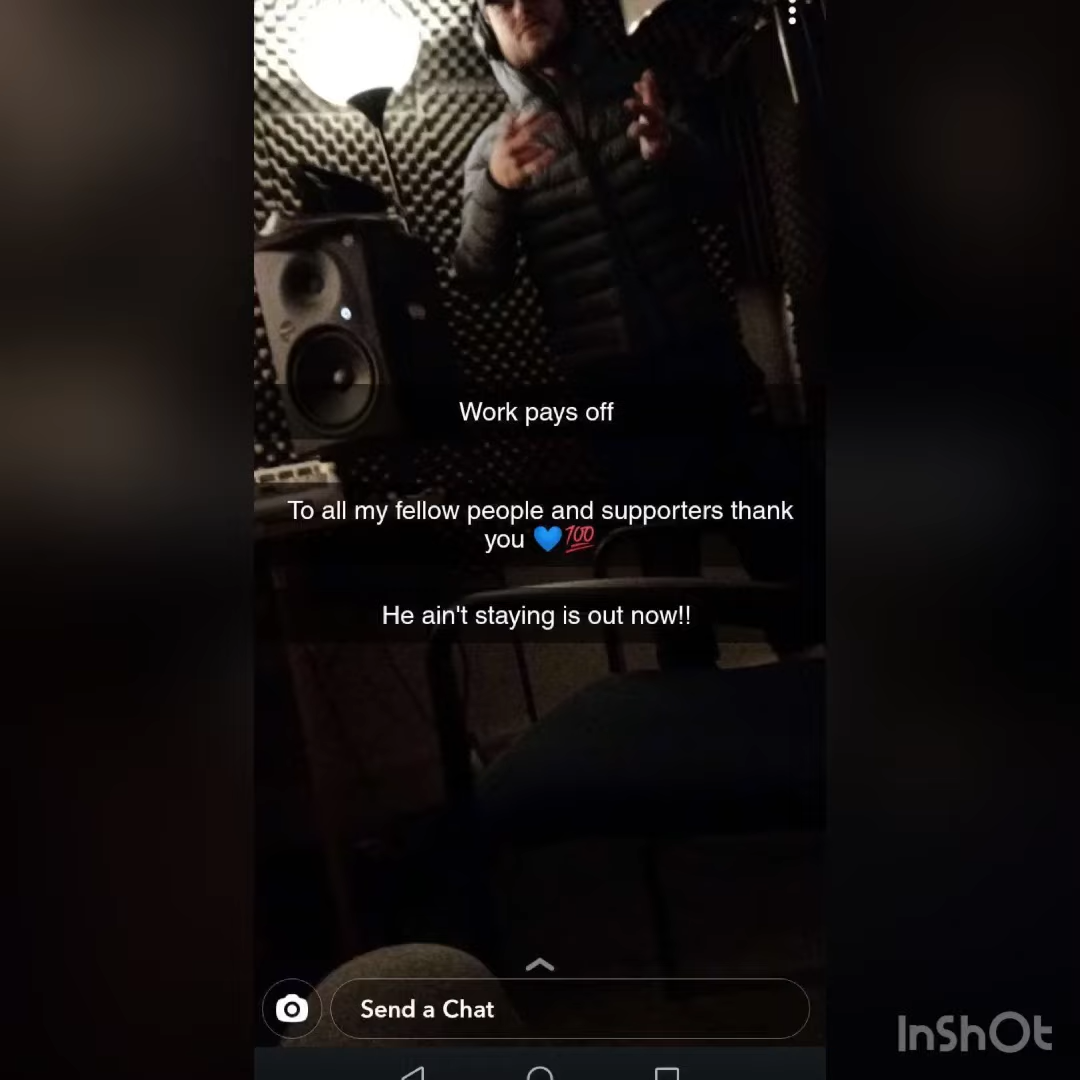 Work pays off
To all my fellow people and supporters thank
you 💙💯
He ain't staying is out now!!
Send a Chat
InShOt